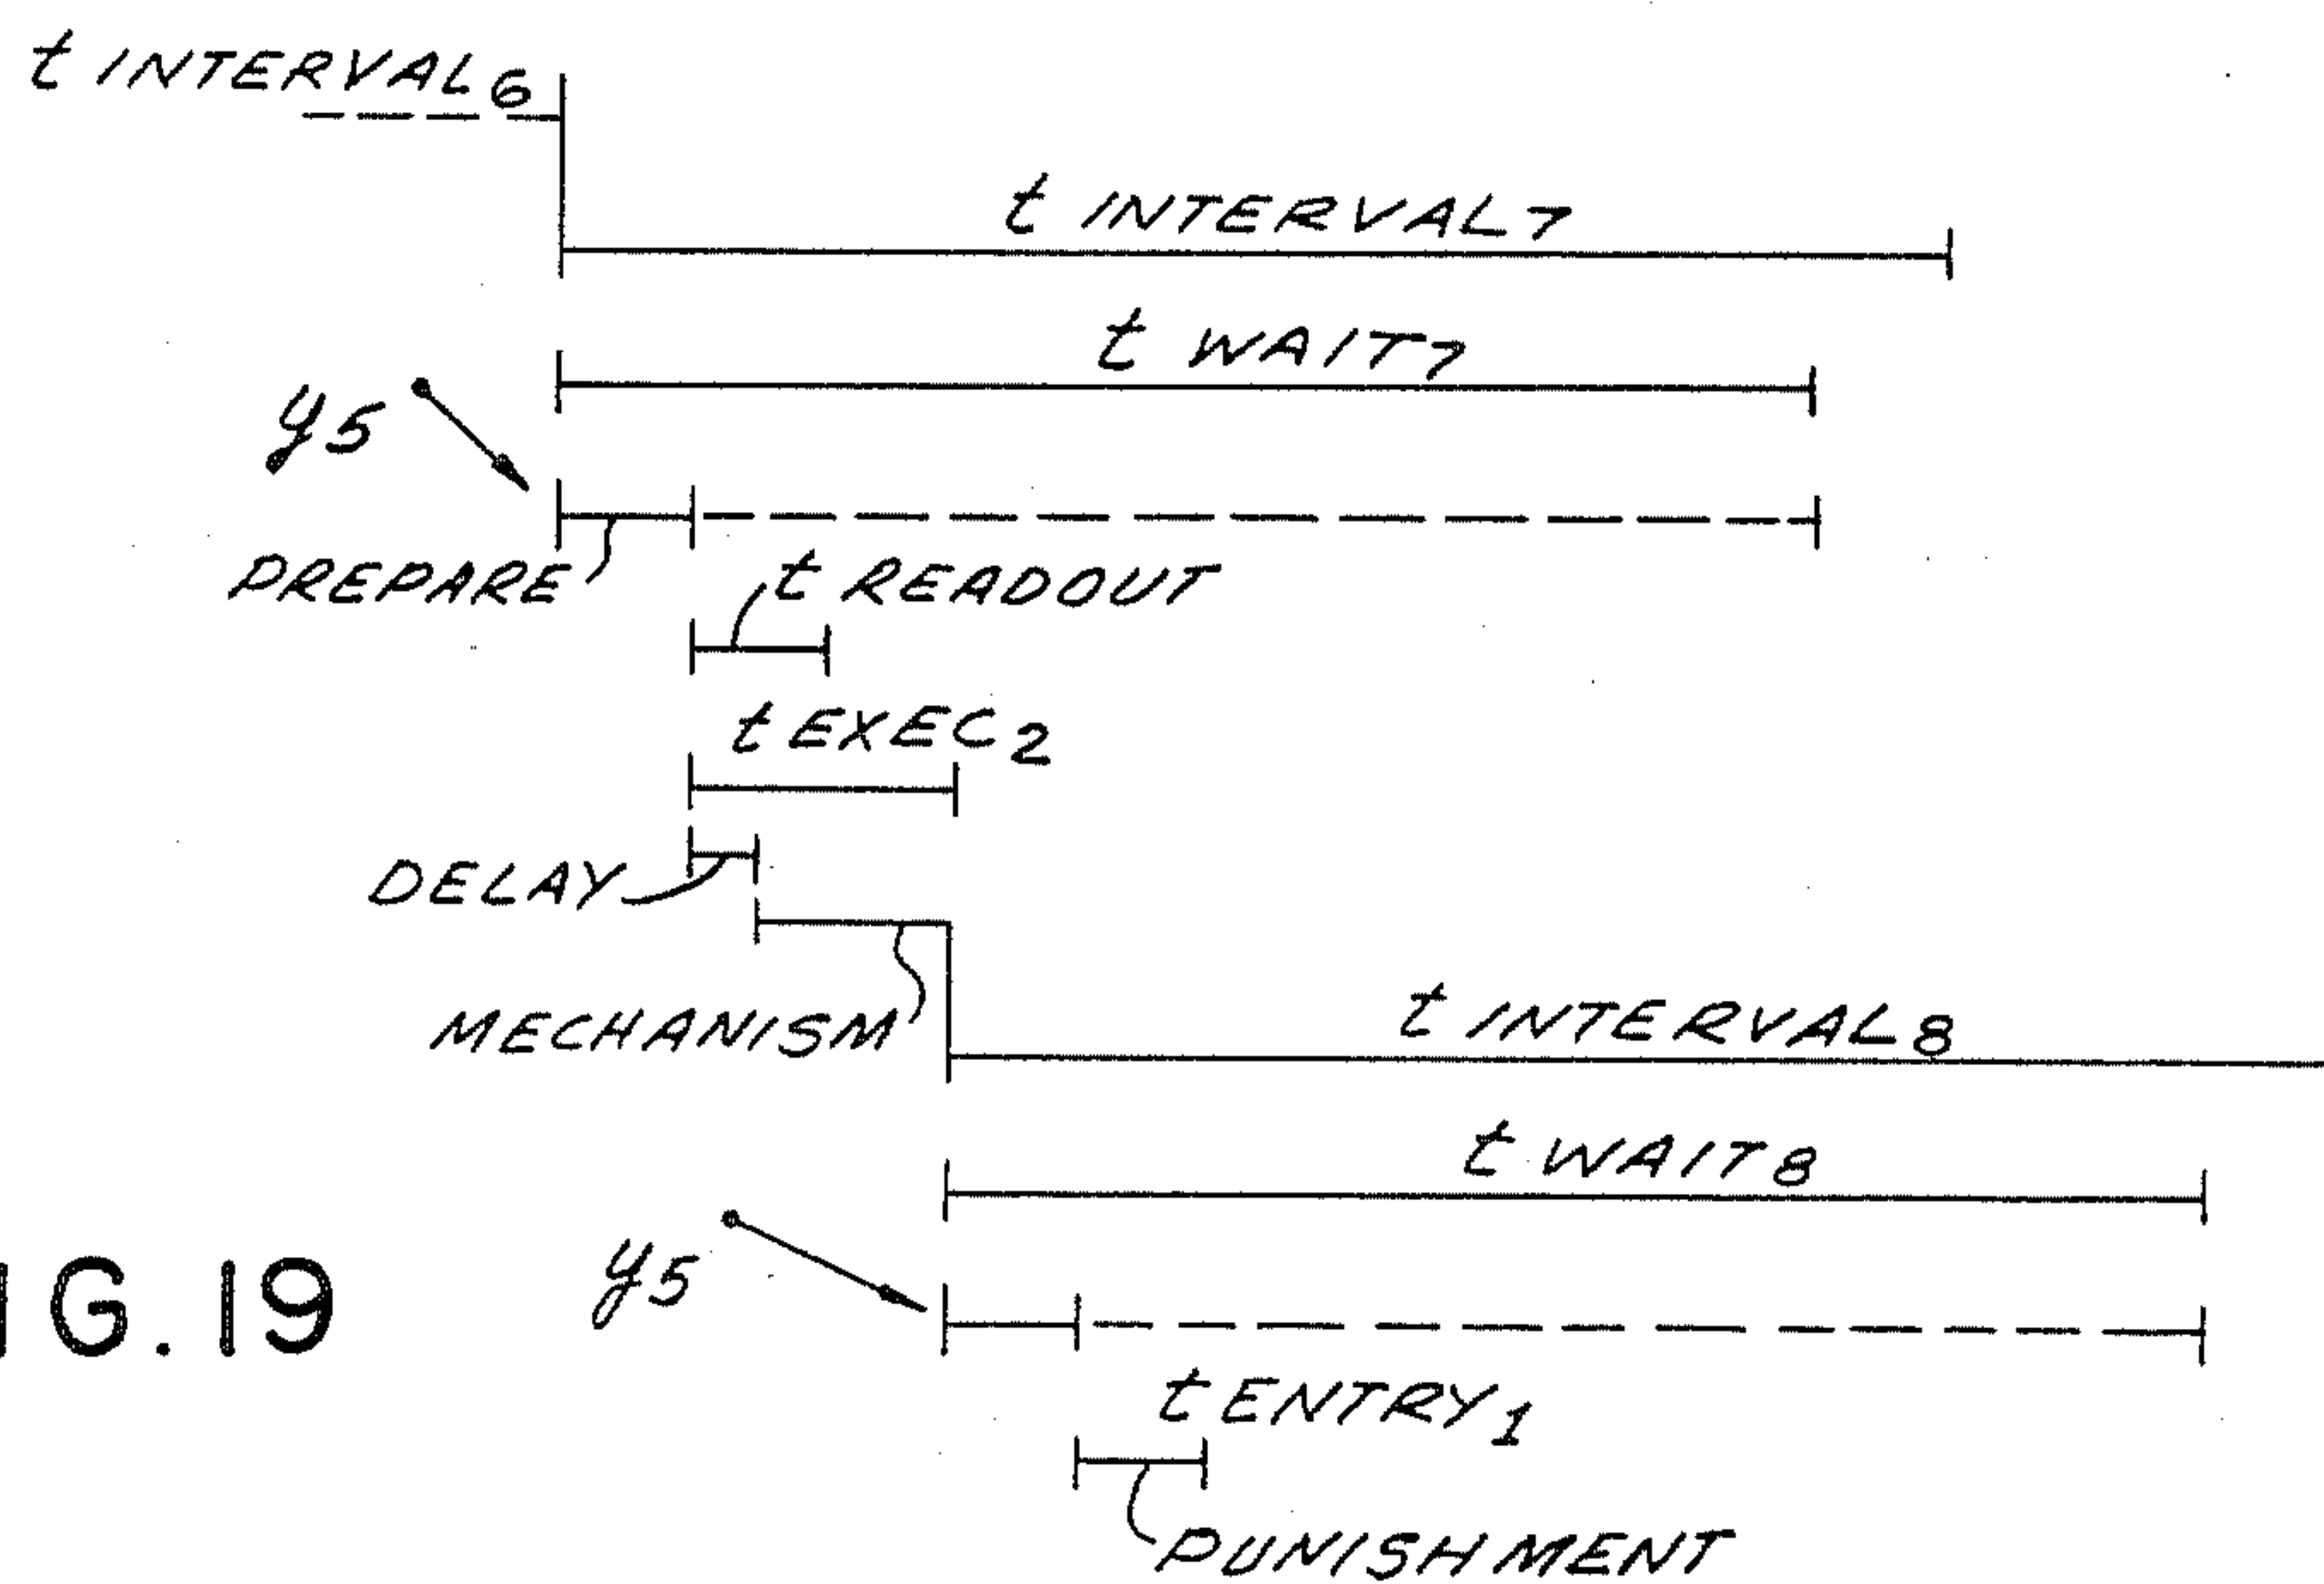 t INTERVAL6
t INTERVAL7
t WAIT7
y5
PREPARE
t READOUT
t EXEC2
DELAY
MECHANISM
t INTERVAL8
t WAIT8
y5
IG. 19
t ENTRY1
PUNISHMENT